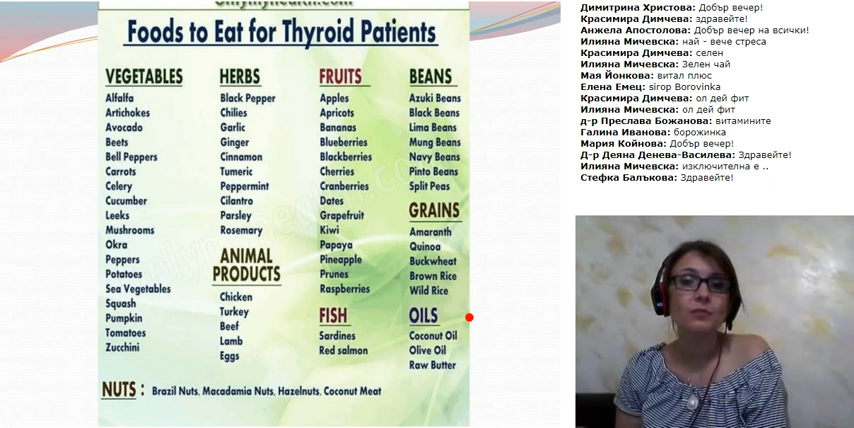 Foods to Eat for Thyroid Patients
VEGETABLES
Alfalfa
Artichokes
Avocado
Beets
Bell Peppers
Carrots
Celery
Cucumber
Leeks
Mushrooms
Okra
Peppers
Potatoes
Sea Vegetables
Squash
Pumpkin
Tomatoes
Zucchini
HERBS
Black Pepper
Chilies
Garlic
Ginger
Cinnamon
Tumeric
Peppermint
Cilantro
Parsley
Rosemary
ANIMAL
PRODUCTS
Chicken
Turkey
Beef
Lamb
Eggs
FRUITS
Apples
Apricots
Bananas
Blueberries
Blackberries
Cherries
Cranberries
Dates
Grapefruit
Kiwi
Papaya
Pineapple
Prunes
Raspberries
FISH
Sardines
Red salmon
BEANS
Azuki Beans
Black Beans
Lima Beans
Mung Beans
Navy Beans
Pinto Beans
Split Peas
GRAINS
Amaranth
Quinoa
Buckwheat
Brown Rice
Wild Rice
OILS
Coconut Oil
Olive Oil
Raw Butter
NUTS : Brazil Nuts, Macadamia Nuts, Hazelnuts, Coconut Meat
Димитрина Христова: Добър вечер!
Красимира Димчева: здравейте!
Анжела Апостолова: Добър вечер на всички!
Илияна Мичевска: най - вече стреса
Красимира Димчева: селен
Илияна Мичевска: Зелен чай
Мая Йонкова: витал плюс
Елена Емец: sirop Borovinka
Красимира Димчева: ол дей фит
Илияна Мичевска: ол дей фит
д-р Преслава Божанова: витамините
Галина Иванова: борожинка
Мария Койнова: Добър вечер!
Д-р Деяна Денева-Василева: Здравейте!
Илияна Мичевска: изключителна е ..
Стефка Балъкова: Здравейте!